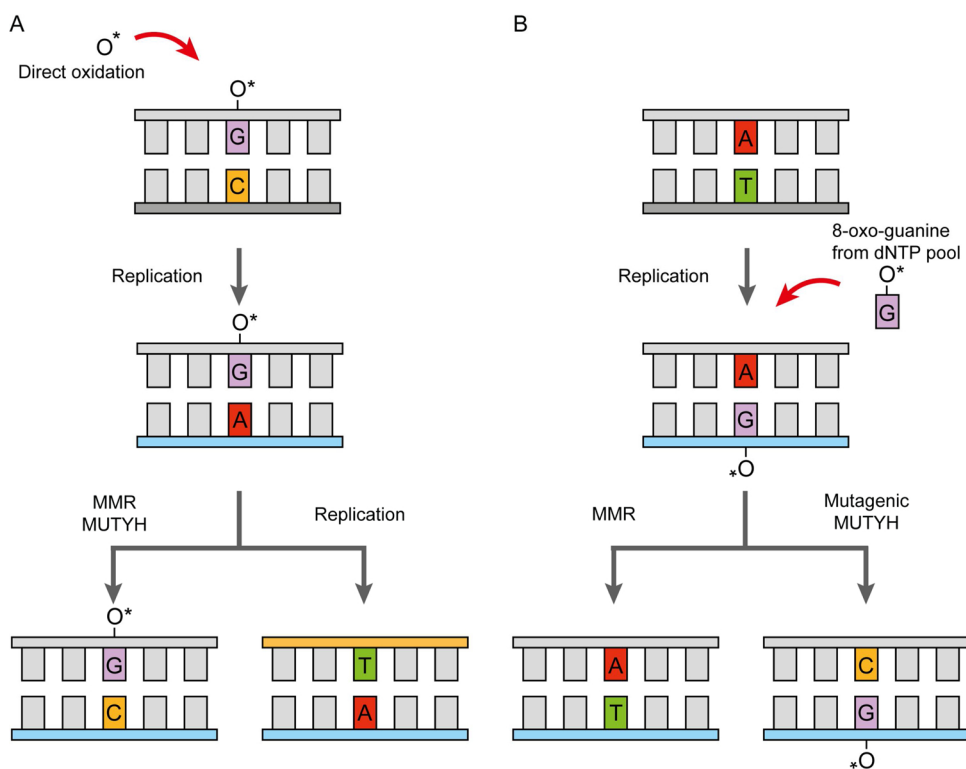 A
O*
Direct oxidation
O*
G
C
Replication
O*
G
A
MMR
MUTYH
Replication
O*
G
C
T
A
B
A
T
8-oxo-guanine
from dNTP pool
O*
G
Replication
A
G
*O
MMR
Mutagenic
MUTYH
A
T
C
G
*O